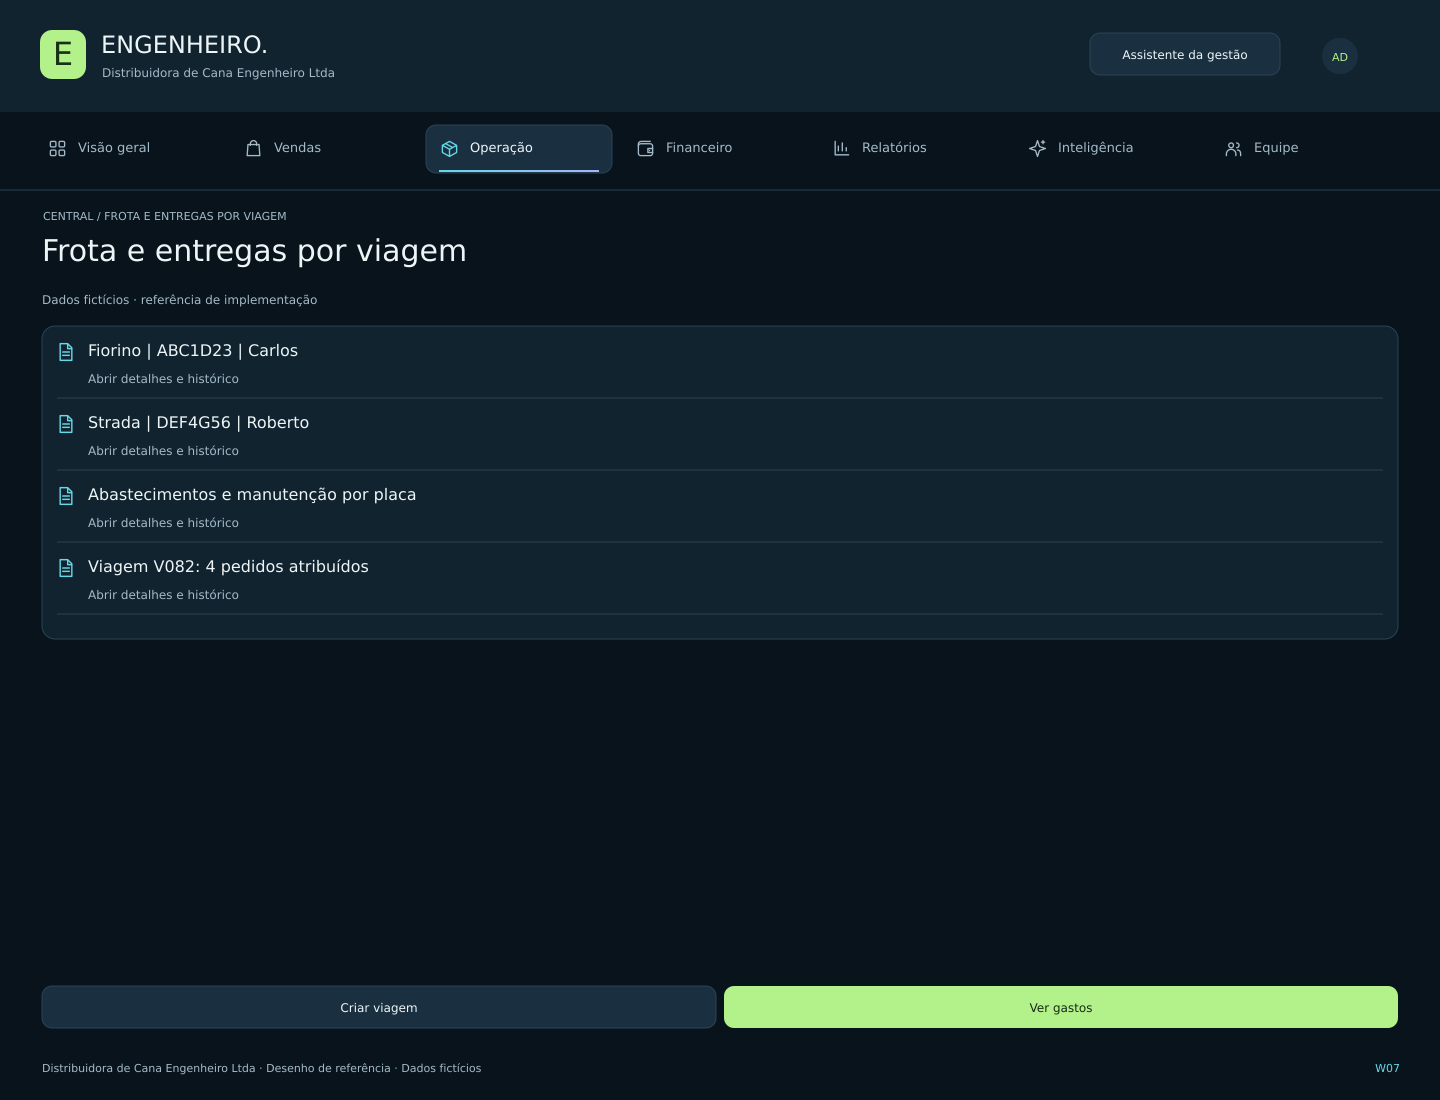 E
ENGENHEIRO.
Distribuidora de Cana Engenheiro Ltda
Assistente da gestão
AD
Visão geral
Vendas
Operação
Financeiro
Relatórios
Inteligência
Equipe
CENTRAL / FROTA E ENTREGAS POR VIAGEM
Frota e entregas por viagem
Dados fictícios · referência de implementação
Fiorino | ABC1D23 | Carlos
Abrir detalhes e histórico
Strada | DEF4G56 | Roberto
Abrir detalhes e histórico
Abastecimentos e manutenção por placa
Abrir detalhes e histórico
Viagem V082: 4 pedidos atribuídos
Abrir detalhes e histórico
Criar viagem
Ver gastos
Distribuidora de Cana Engenheiro Ltda · Desenho de referência · Dados fictícios
W07